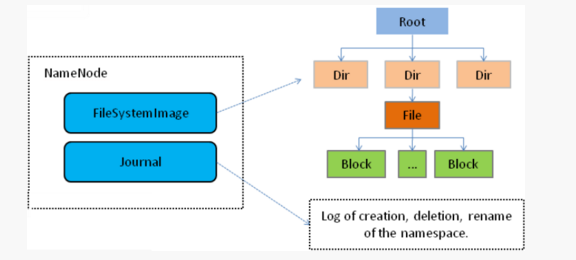 Root
NameNode
Dir
Dir
Dir
FileSystemImage
File
Journal
Block
...
Block
Log of creation, deletion, rename
of the namespace.